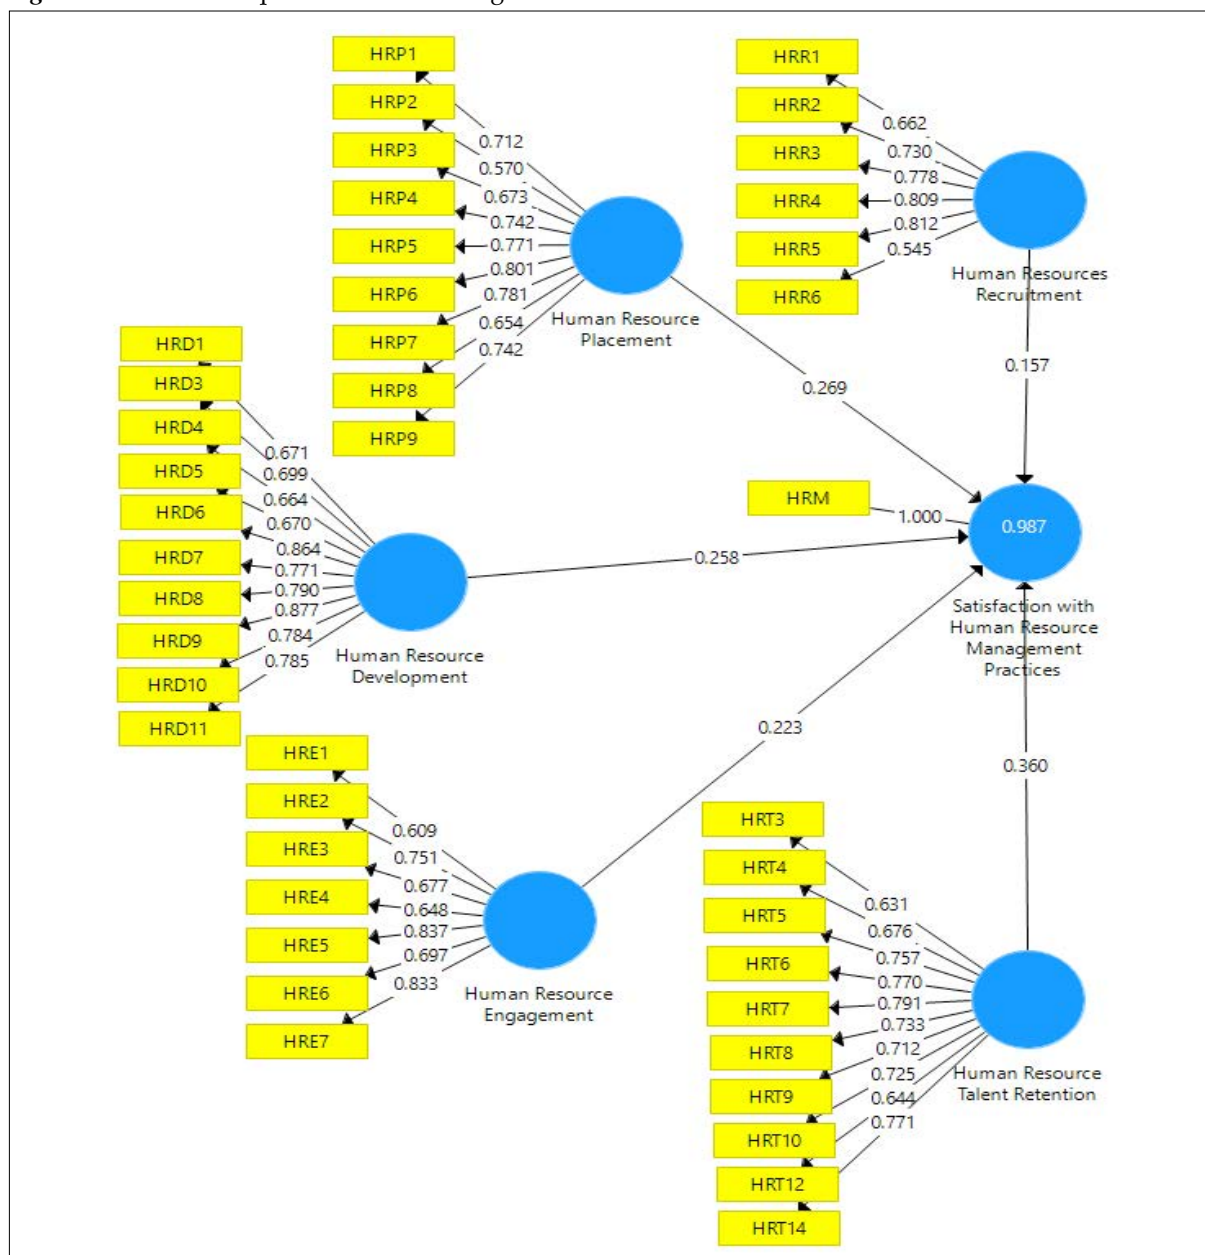 HRP1
HRP2
HRP3
HRP4
HRP5
HRP6
HRP7
HRP8
HRP9
0.712
0.570
0.673
0.742
0.771
0.801
0.781
0.654
0.742
Human Resource
Placement
HRR1
HRR2
HRR3
HRR4
HRR5
HRR6
0.662
0.730
0.778
0.809
0.812
0.545
Human Resources
Recruitment
0.269
0.157
HRD1
HRD3
HRD4
HRD5
HRD6
HRD7
HRD8
HRD9
HRD10
HRD11
0.671
0.699
0.664
0.670
0.864
0.771
0.790
0.877
0.784
0.785
Human Resource
Development
0.258
HRM
1.000
0.987
Satisfaction with
Human Resource
Management
Practices
HRE1
HRE2
HRE3
HRE4
HRE5
HRE6
HRE7
0.609
0.751
0.677
0.648
0.837
0.697
0.833
Human Resource
Engagement
0.223
0.360
HRT3
HRT4
HRT5
HRT6
HRT7
HRT8
HRT9
HRT10
HRT12
HRT14
0.631
0.676
0.757
0.770
0.791
0.733
0.712
0.725
0.644
0.771
Human Resource
Talent Retention